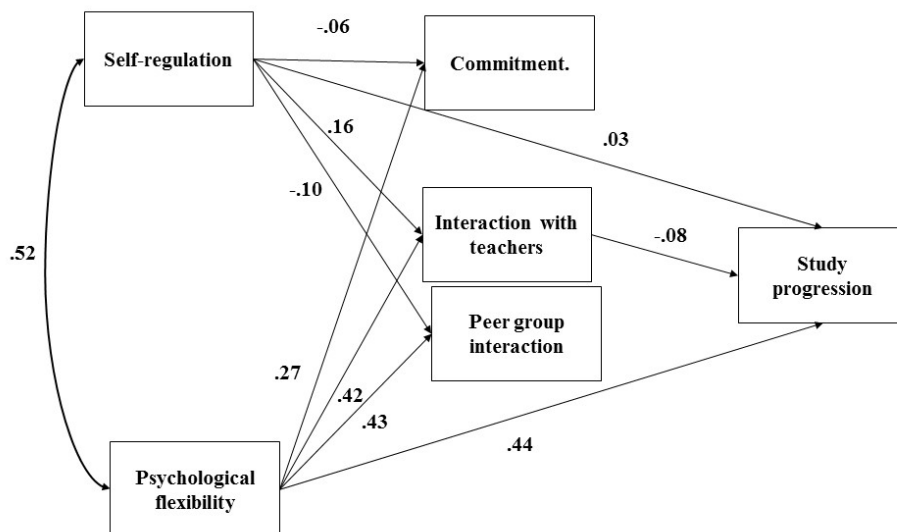 -.06
Self-regulation
Commitment.
.16
.03
-.10
Interaction with
teachers
-.08
.52
Study
progression
Peer group
interaction
.27
.42
.43
.44
Psychological
flexibility